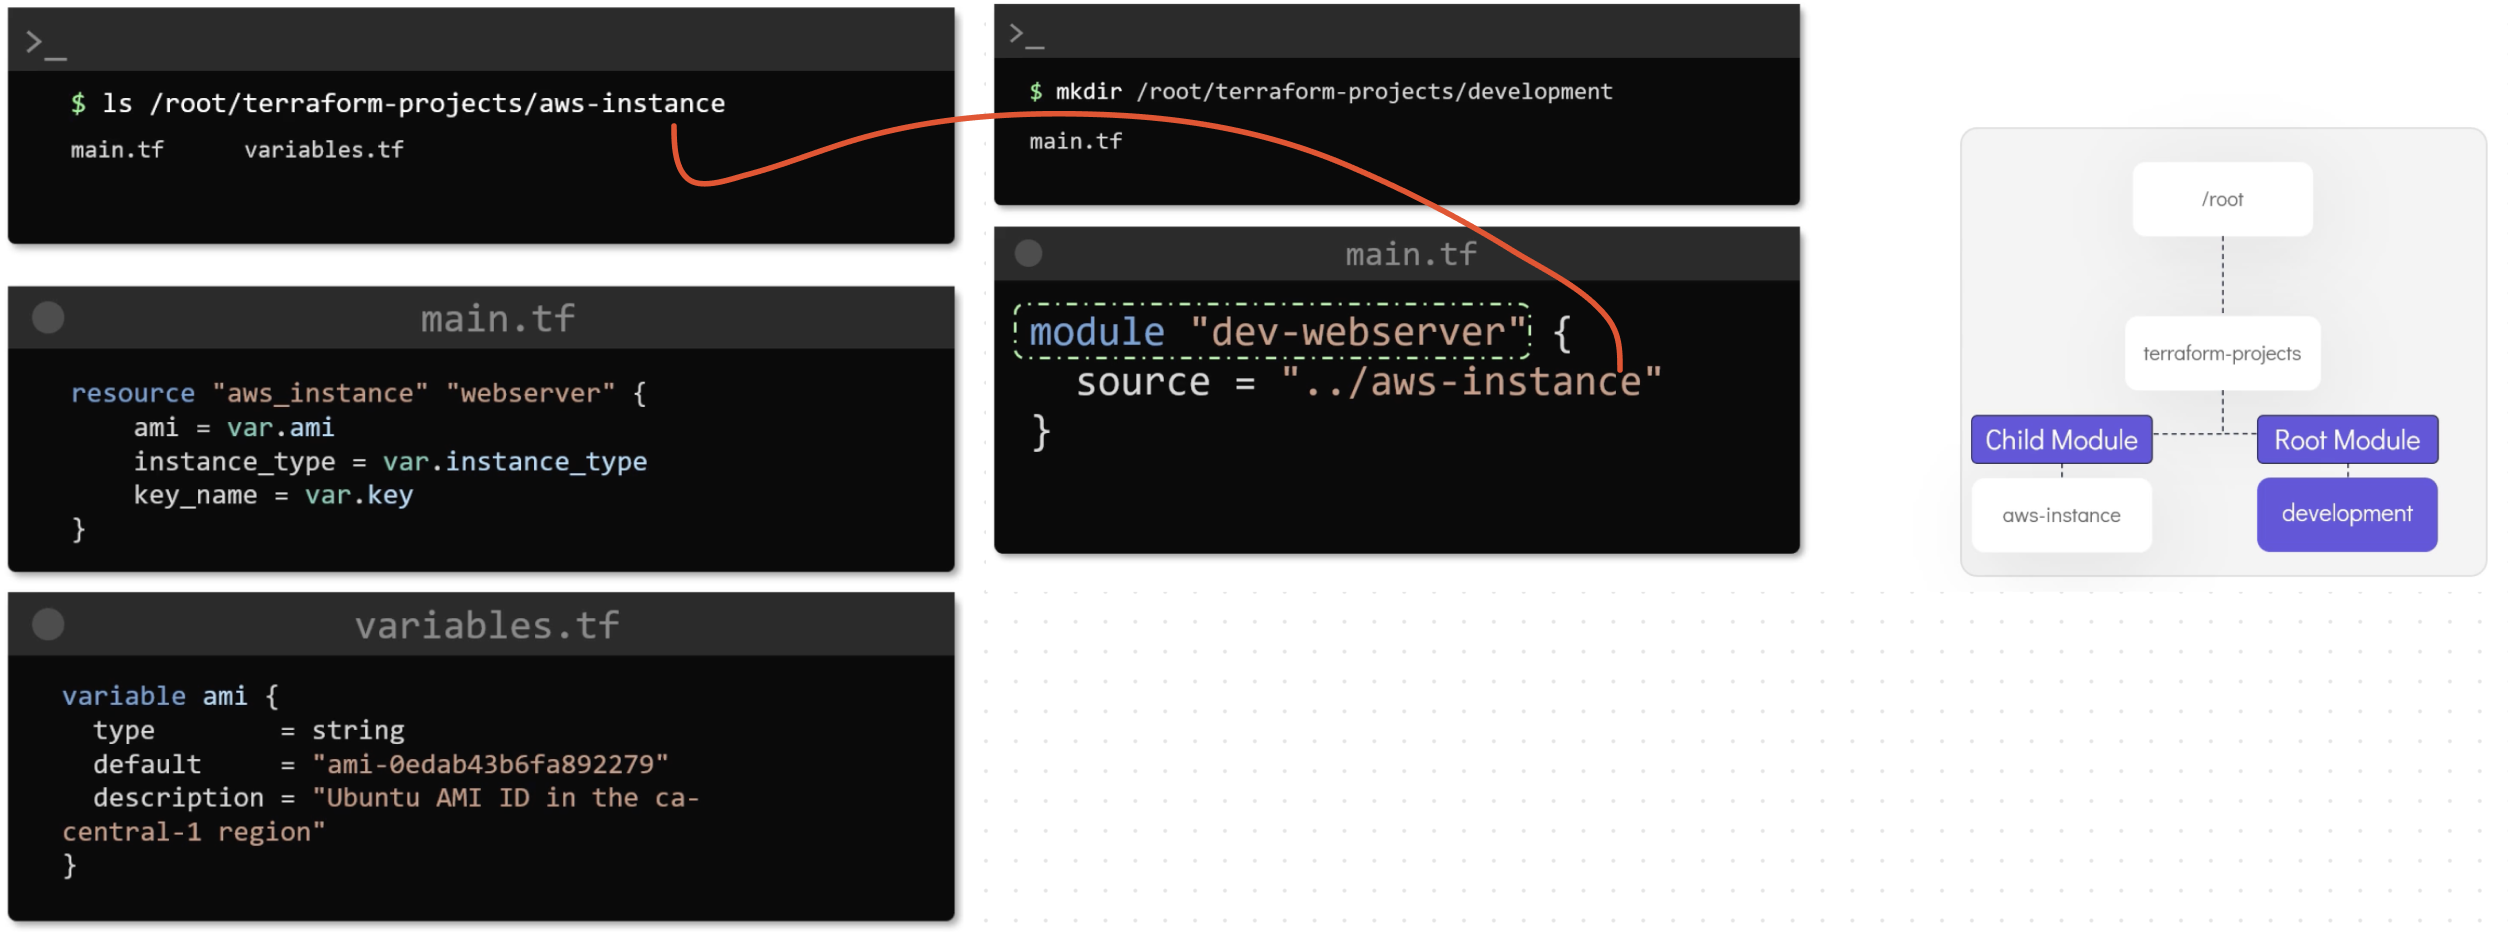 >_
$ ls /root/terraform-projects/aws-instance
main.tf variables.tf
main.tf
resource "aws_instance" "webserver" {
ami = var.ami
instance_type = var.instance_type
key_name = var.key
}
variables.tf
variable ami {
type = string
default = "ami-0edab43b6fa892279"
description = "Ubuntu AMI ID in the ca-
central-1 region"
}
>_
$ mkdir /root/terraform-projects/development
main.tf
main.tf
module "dev-webserver" {
source = "../aws-instance"
}
/root
terraform-projects
Child Module
Root Module
aws-instance
development